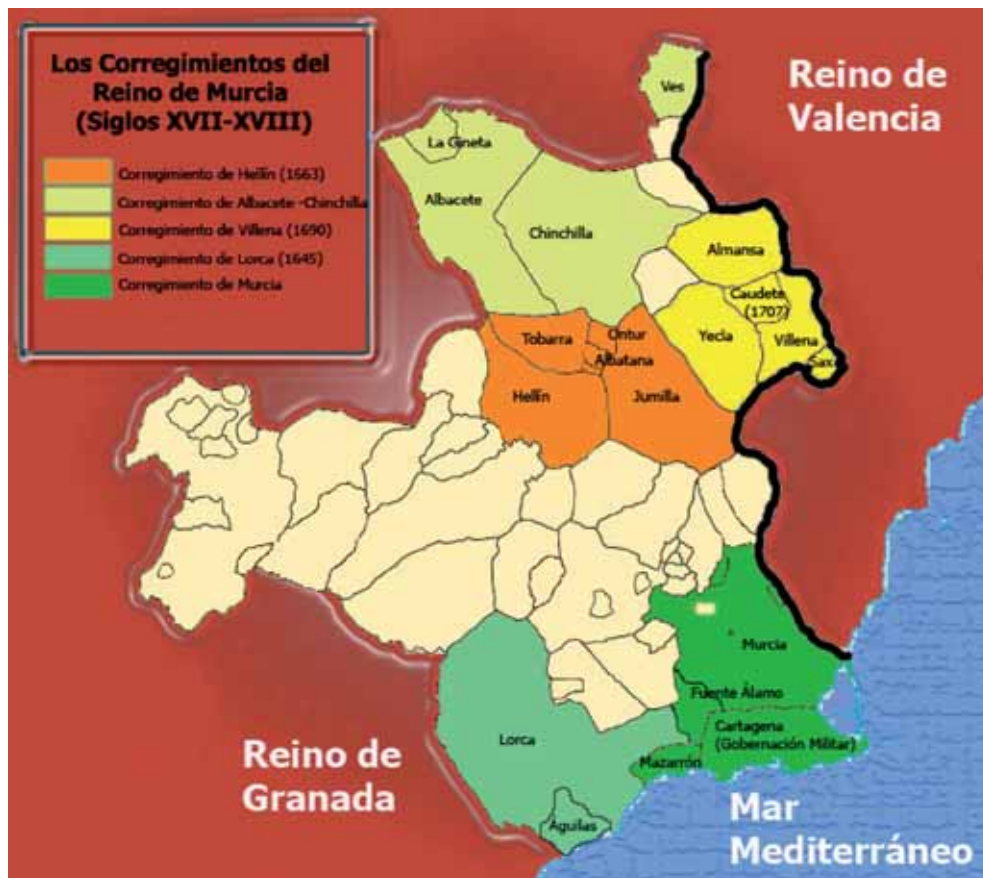 Los Corregimientos del
Reino de Murcia
(Siglos XVII-XVIII)
Corregimiento de Hellín (1663)
Corregimiento de Albacete -Chinchilla
Corregimiento de Villena (1690)
Corregimiento de Lorca (1645)
Corregimiento de Murcia
Reino de
Valencia
Ves
La Gineta
Albacete
Chinchilla
Almansa
Caudete
(1707)
Yecla
Villena
Sax
Tobarra
Ontur
Albatana
Hellín
Jumilla
Murcia
Fuente Álamo
Cartagena
(Gobernación Militar)
Mazarrón
Lorca
Águilas
Reino de
Granada
Mar
Mediterráneo